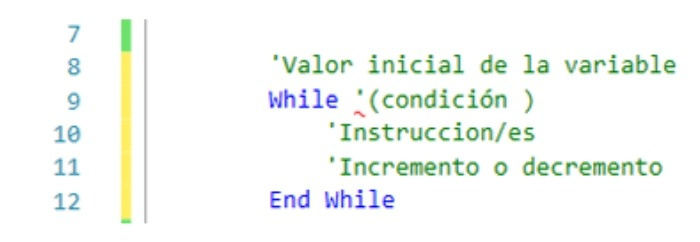 7
8 'Valor inicial de la variable
9 While '(condición )
10 'Instruccion/es
11 'Incremento o decremento
12 End While